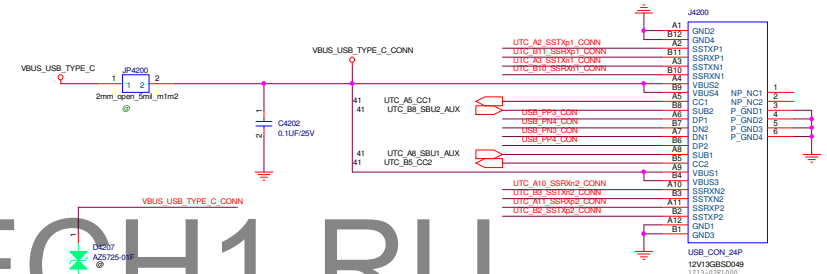 J4200
A1 GND2
B12 GND4
UTC_A2_SSTXp1_CONN A2 SSTXP1
UTC_B11_SSRXp1_CONN B11 SSRXP1
UTC_A3_SSTXn1_CONN A3 SSTXN1
UTC_B10_SSRXn1_CONN B10 SSRXN1
VBUS_USB_TYPE_C_CONN
VBUS_USB_TYPE_C
JP4200
1 1 2 2
2mm_open_5mil_m1m2
@
A4 VBUS2
B9 VBUS4
41 UTC_A5_CC1 A5 CC1
41 UTC_B8_SBU2_AUX B8 SUB2
USB_PP3_CON A6 DP1
USB_PN4_CON B7 DN2
USB_PN3_CON A7 DN1
USB_PP4_CON B6 DP2
41 UTC_A8_SBU1_AUX A8 SUB1
41 UTC_B5_CC2 B5 CC2
A9 VBUS1
B4 VBUS3
UTC_A10_SSRXn2_CONN A10 SSRXN2
UTC_B3_SSTXn2_CONN B3 SSTXN2
UTC_A11_SSRXp2_CONN A11 SSRXP2
UTC_B2_SSTXp2_CONN B2 SSTXP2
A12 GND1
B1 GND3
NP_NC1 1
NP_NC2 2
P_GND1 3
P_GND2 4
P_GND3 5
P_GND4 6
1
C4202
0.1UF/25V
2
VBUS_USB_TYPE_C_CONN
1
D4207
AZ5725-01F
@
USB_CON_24P
12V13GBSD049
1213-02F1000